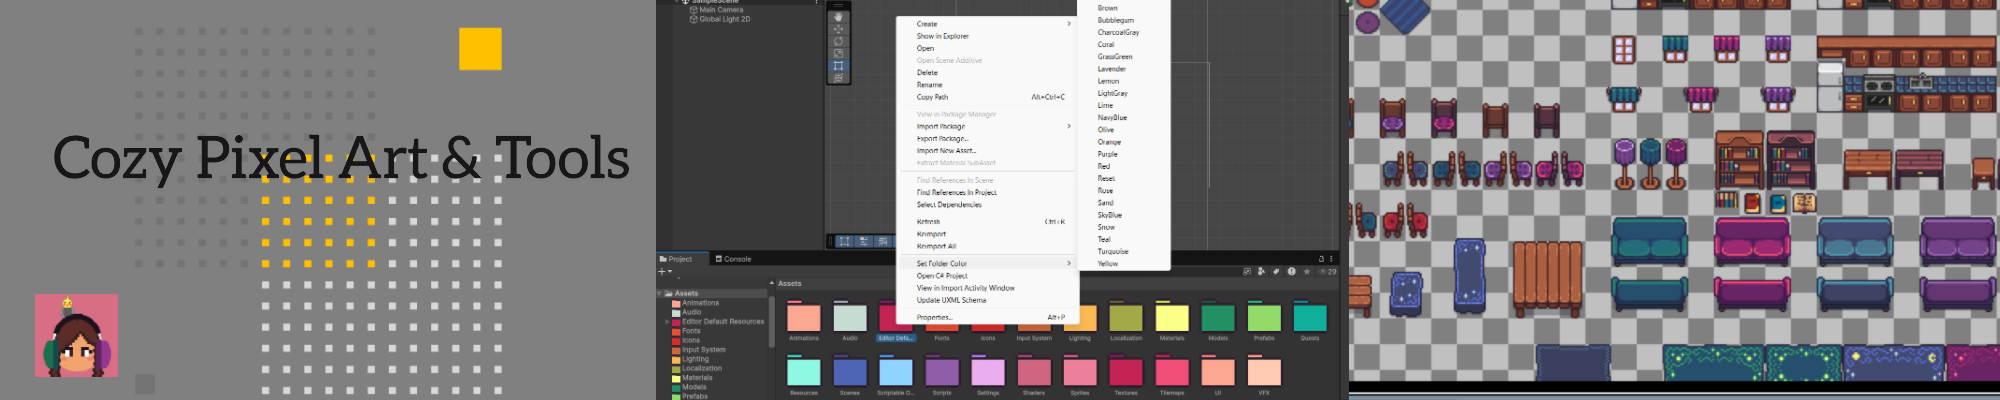 Cozy Pixel Art & Tools
SampleScene
Main Camera
Global Light 2D
Create
Show in Explorer
Open
Open Scene Additive
Delete
Rename
Copy Path Alt+Ctrl+C
View in Package Manager
Import Package
Export Package...
Import New Asset...
Extract Material SubAsset
Find References In Scene
Find References In Project
Select Dependencies
Refresh Ctrl+R
Reimport
Reimport All
Set Folder Color
Open C# Project
View in Import Activity Window
Update UXML Schema
Properties... Alt+P
Brown
Bubblegum
CharcoalGray
Coral
GrassGreen
Lavender
Lemon
LightGray
Lime
NavyBlue
Olive
Orange
Purple
Red
Reset
Rose
Sand
SkyBlue
Snow
Teal
Turquoise
Yellow
Project Console
29
Assets
Animations
Audio
Editor Default Resources
Fonts
Icons
Input System
Lighting
Localization
Materials
Models
Prefabs
Assets
Animations Audio Editor Defa... Fonts Icons Input System Lighting Localization Materials Models Prefabs Quests
Resources Scenes Scriptable O... Scripts Settings Shaders Sprites Textures Tilemaps UI VFX